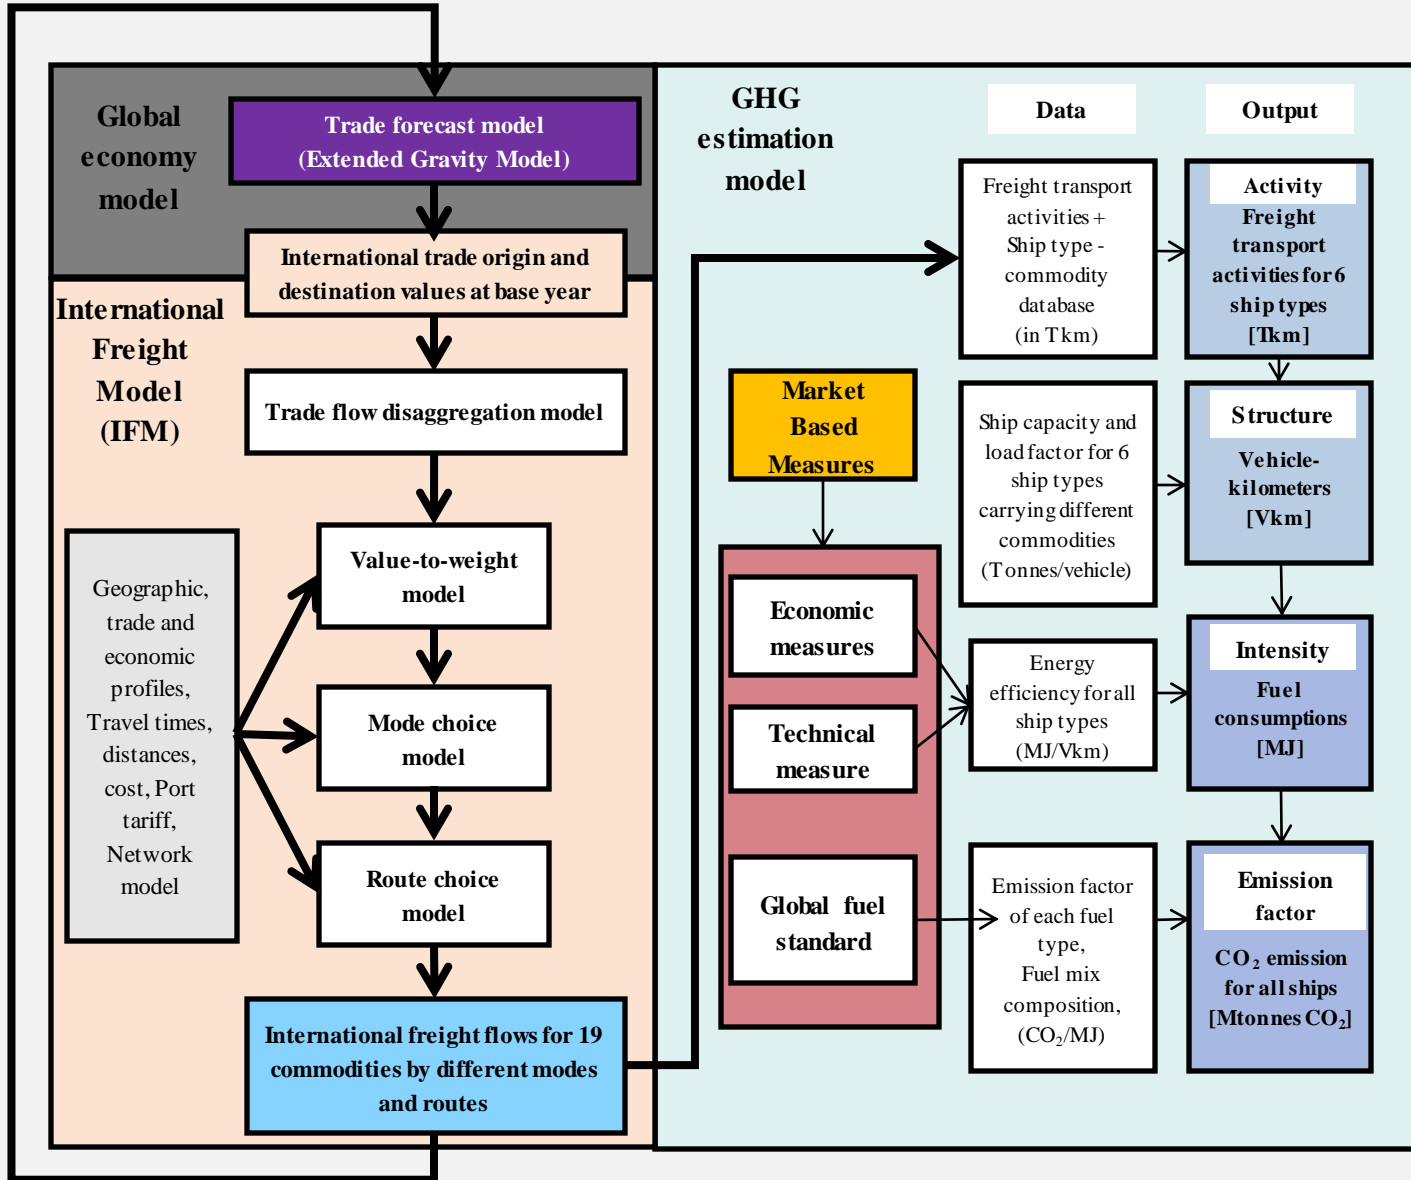 Global
economy
model
Trade forecast model
(Extended Gravity Model)
International trade origin and
destination values at base year
International
Freight
Model
(IFM)
Trade flow disaggregation model
Geographic,
trade and
economic
profiles,
Travel times,
distances,
cost, Port
tariff,
Network
model
Value-to-weight
model
Mode choice
model
Route choice
model
International freight flows for 19
commodities by different modes
and routes
GHG
estimation
model
Market
Based
Measures
Economic
measures
Technical
measure
Global fuel
standard
Data
Freight transport
activities +
Ship type -
commodity
database
(in Tkm)
Ship capacity and
load factor for 6
ship types
carrying different
commodities
(Tonnes/vehicle)
Energy
efficiency for all
ship types
(MJ/Vkm)
Emission factor
of each fuel
type,
Fuel mix
composition,
(CO₂/MJ)
Output
Activity
Freight
transport
activities for 6
ship types
[Tkm]
Structure
Vehicle-
kilometers
[Vkm]
Intensity
Fuel
consumptions
[MJ]
Emission
factor
CO₂ emission
for all ships
[Mtonnes CO₂]